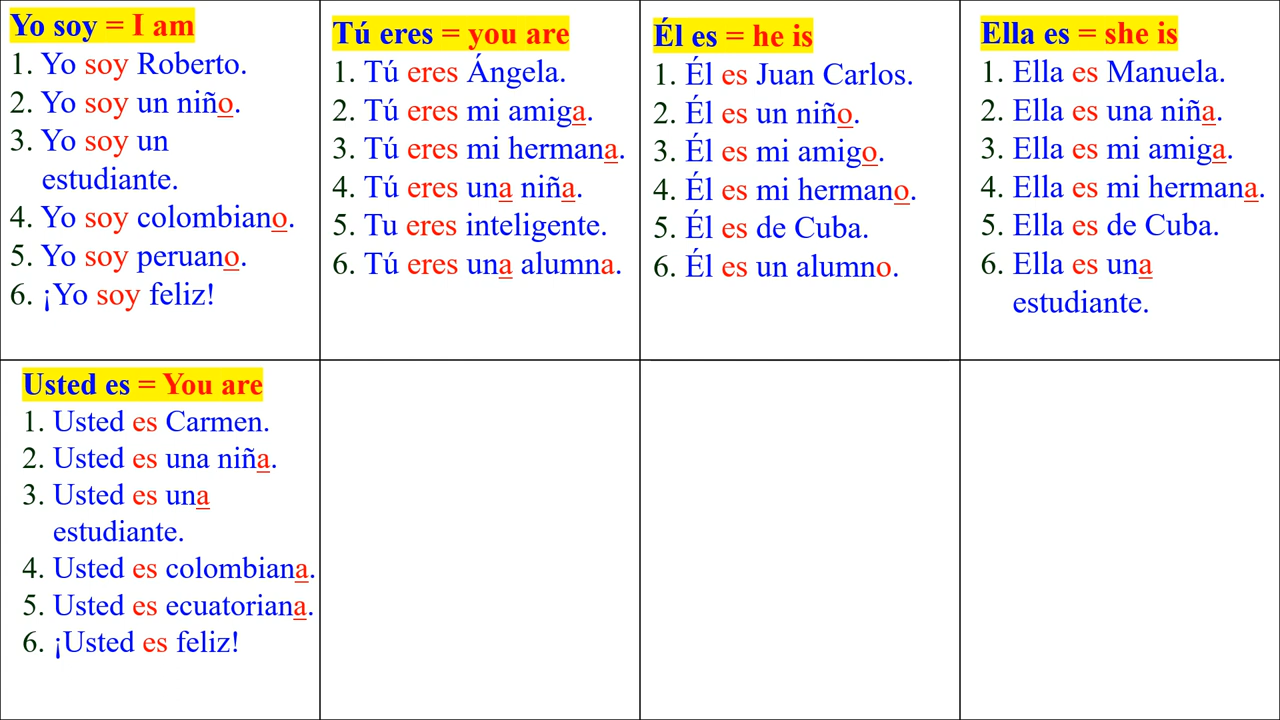 Yo soy = I am
1. Yo soy Roberto.
2. Yo soy un niño.
3. Yo soy un
estudiante.
4. Yo soy colombiano.
5. Yo soy peruano.
6. ¡Yo soy feliz!
Tú eres = you are
1. Tú eres Ángela.
2. Tú eres mi amiga.
3. Tú eres mi hermana.
4. Tú eres una niña.
5. Tu eres inteligente.
6. Tú eres una alumna.
Él es = he is
1. Él es Juan Carlos.
2. Él es un niño.
3. Él es mi amigo.
4. Él es mi hermano.
5. Él es de Cuba.
6. Él es un alumno.
Ella es = she is
1. Ella es Manuela.
2. Ella es una niña.
3. Ella es mi amiga.
4. Ella es mi hermana.
5. Ella es de Cuba.
6. Ella es una
estudiante.
Usted es = You are
1. Usted es Carmen.
2. Usted es una niña.
3. Usted es una
estudiante.
4. Usted es colombiana.
5. Usted es ecuatoriana.
6. ¡Usted es feliz!